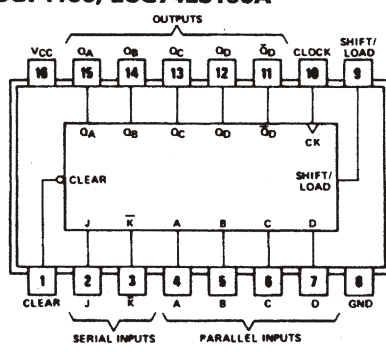 OUTPUTS
VCC QA QB QC QD Q̅D CLOCK SHIFT/
LOAD
16 15 14 13 12 11 10 9
QA QB QC QD Q̅D
CK
CLEAR
SHIFT/
LOAD
J K̅ A B C D
1 2 3 4 5 6 7 8
CLEAR J K̅ A B C D GND
SERIAL INPUTS PARALLEL INPUTS